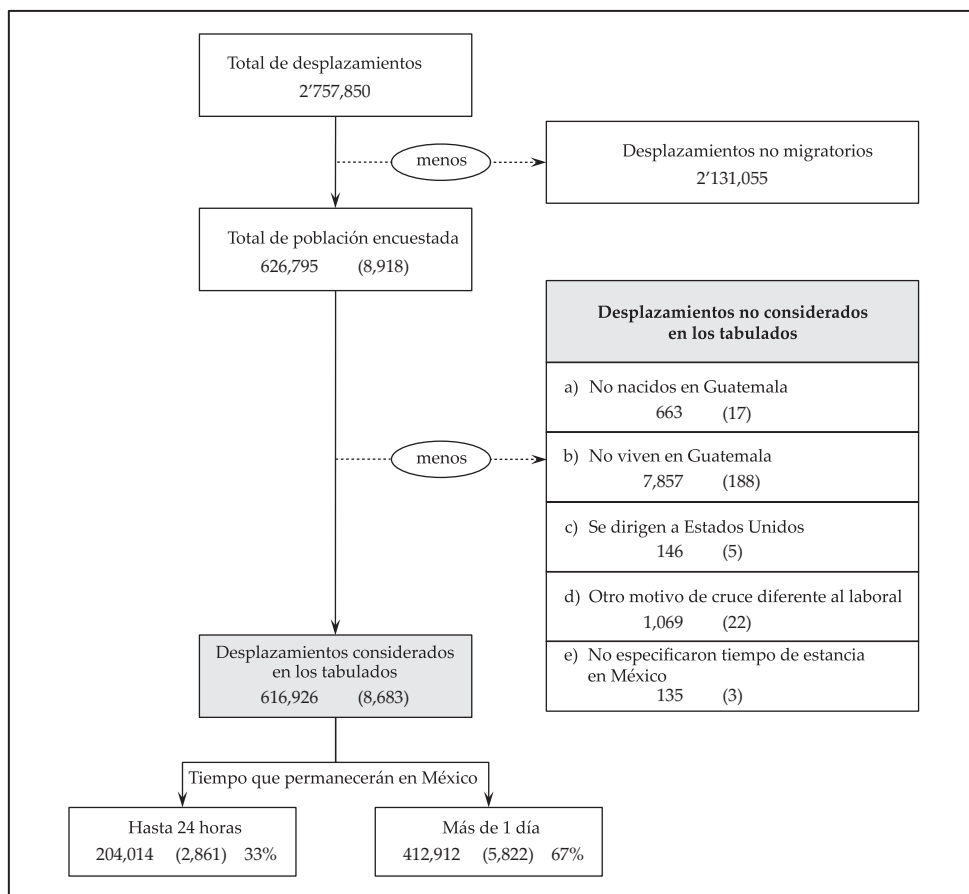 Total de desplazamientos
2’757,850
menos
Desplazamientos no migratorios
2’131,055
Total de población encuestada
626,795 (8,918)
Desplazamientos no considerados
en los tabulados
a) No nacidos en Guatemala
663 (17)
b) No viven en Guatemala
7,857 (188)
menos
c) Se dirigen a Estados Unidos
146 (5)
d) Otro motivo de cruce diferente al laboral
1,069 (22)
e) No especificaron tiempo de estancia
en México
135 (3)
Desplazamientos considerados
en los tabulados
616,926 (8,683)
Tiempo que permanecerán en México
Hasta 24 horas
204,014 (2,861) 33%
Más de 1 día
412,912 (5,822) 67%